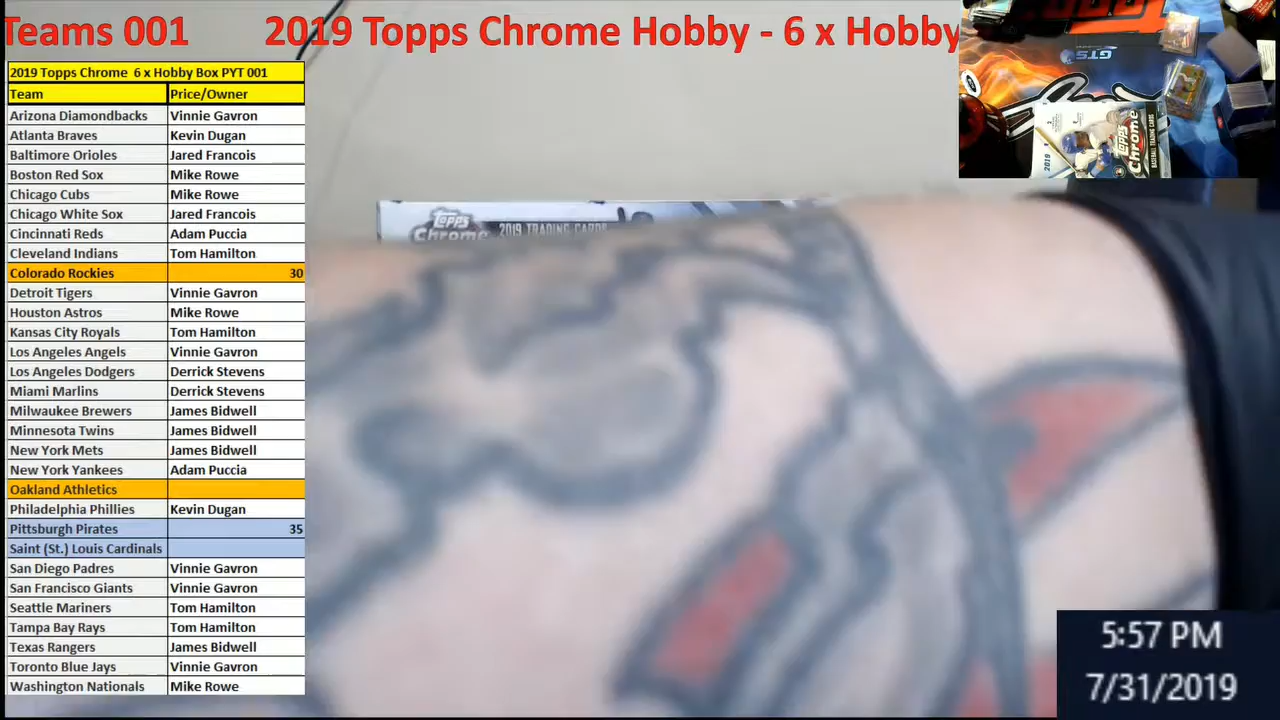 Teams 001 2019 Topps Chrome Hobby - 6 x Hobby
2019 Topps Chrome 6 x Hobby Box PYT 001
Team Price/Owner
Arizona Diamondbacks Vinnie Gavron
Atlanta Braves Kevin Dugan
Baltimore Orioles Jared Francois
Boston Red Sox Mike Rowe
Chicago Cubs Mike Rowe
Chicago White Sox Jared Francois
Cincinnati Reds Adam Puccia
Cleveland Indians Tom Hamilton
Colorado Rockies 30
Detroit Tigers Vinnie Gavron
Houston Astros Mike Rowe
Kansas City Royals Tom Hamilton
Los Angeles Angels Vinnie Gavron
Los Angeles Dodgers Derrick Stevens
Miami Marlins Derrick Stevens
Milwaukee Brewers James Bidwell
Minnesota Twins James Bidwell
New York Mets James Bidwell
New York Yankees Adam Puccia
Oakland Athletics
Philadelphia Phillies Kevin Dugan
Pittsburgh Pirates 35
Saint (St.) Louis Cardinals
San Diego Padres Vinnie Gavron
San Francisco Giants Vinnie Gavron
Seattle Mariners Tom Hamilton
Tampa Bay Rays Tom Hamilton
Texas Rangers James Bidwell
Toronto Blue Jays Vinnie Gavron
Washington Nationals Mike Rowe
Topps
Chrome 2019 TRADING CARDS
GTS
2019
Topps
Chrome
BASEBALL TRADING CARDS
5:57 PM
7/31/2019